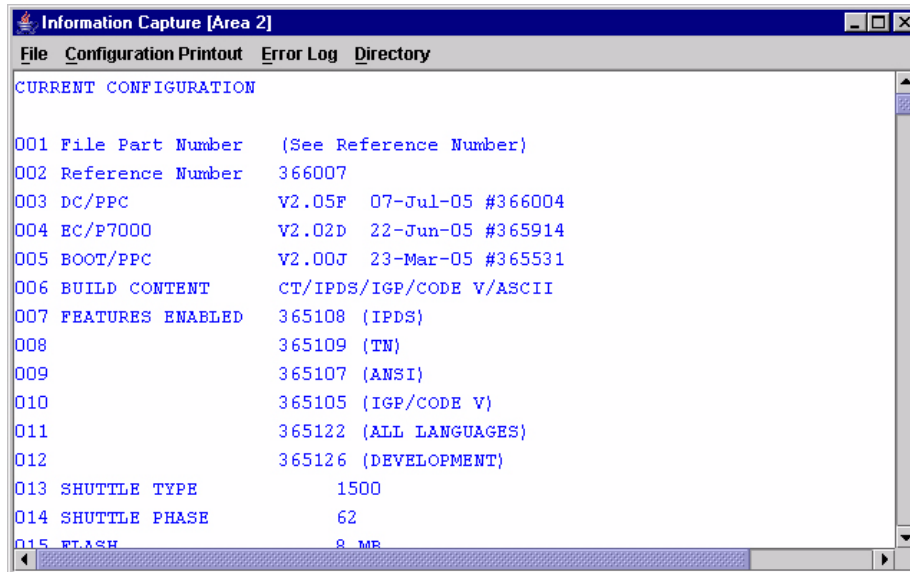 Information Capture [Area 2]
File Configuration Printout Error Log Directory
CURRENT CONFIGURATION
001 File Part Number (See Reference Number)
002 Reference Number 366007
003 DC/PPC V2.05F 07-Jul-05 #366004
004 EC/P7000 V2.02D 22-Jun-05 #365914
005 BOOT/PPC V2.00J 23-Mar-05 #365531
006 BUILD CONTENT CT/IPDS/IGP/CODE V/ASCII
007 FEATURES ENABLED 365108 (IPDS)
008 365109 (TN)
009 365107 (ANSI)
010 365105 (IGP/CODE V)
011 365122 (ALL LANGUAGES)
012 365126 (DEVELOPMENT)
013 SHUTTLE TYPE 1500
014 SHUTTLE PHASE 62
015 FLASH 8 MB